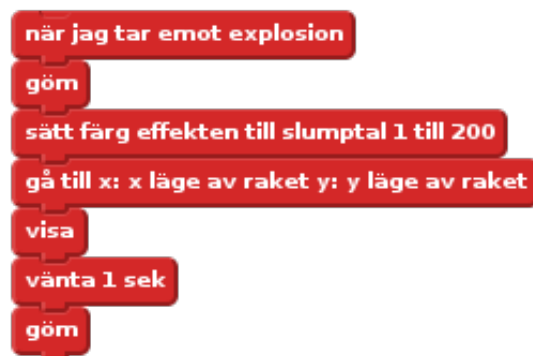 när jag tar emot explosion
göm
sätt färg effekten till slumptal 1 till 200
gå till x: x läge av raket y: y läge av raket
visa
vänta 1 sek
göm